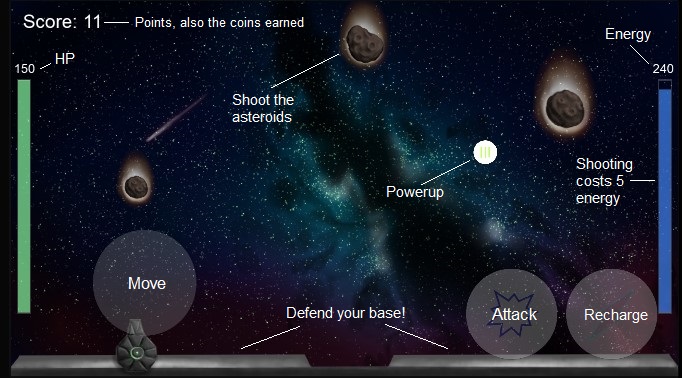 Score: 11
Points, also the coins earned
Energy
HP
150
240
Shoot the
asteroids
Shooting
costs 5
energy
Powerup
Move
Defend your base!
Attack
Recharge